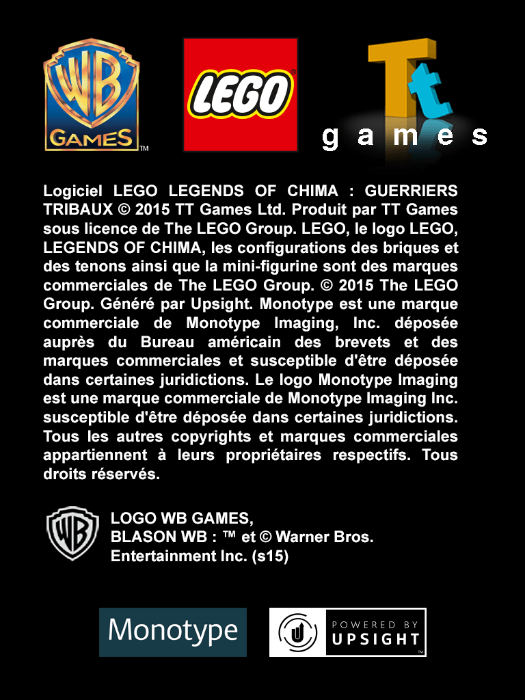 WB
GAMES™
LEGO
Tt
games
Logiciel LEGO LEGENDS OF CHIMA : GUERRIERS
TRIBAUX © 2015 TT Games Ltd. Produit par TT Games
sous licence de The LEGO Group. LEGO, le logo LEGO,
LEGENDS OF CHIMA, les configurations des briques et
des tenons ainsi que la mini-figurine sont des marques
commerciales de The LEGO Group. © 2015 The LEGO
Group. Généré par Upsight. Monotype est une marque
commerciale de Monotype Imaging, Inc. déposée
auprès du Bureau américain des brevets et des
marques commerciales et susceptible d'être déposée
dans certaines juridictions. Le logo Monotype Imaging
est une marque commerciale de Monotype Imaging Inc.
susceptible d'être déposée dans certaines juridictions.
Tous les autres copyrights et marques commerciales
appartiennent à leurs propriétaires respectifs. Tous
droits réservés.
WB
LOGO WB GAMES,
BLASON WB : ™ et © Warner Bros.
Entertainment Inc. (s15)
Monotype
POWERED BY
UPSIGHT™